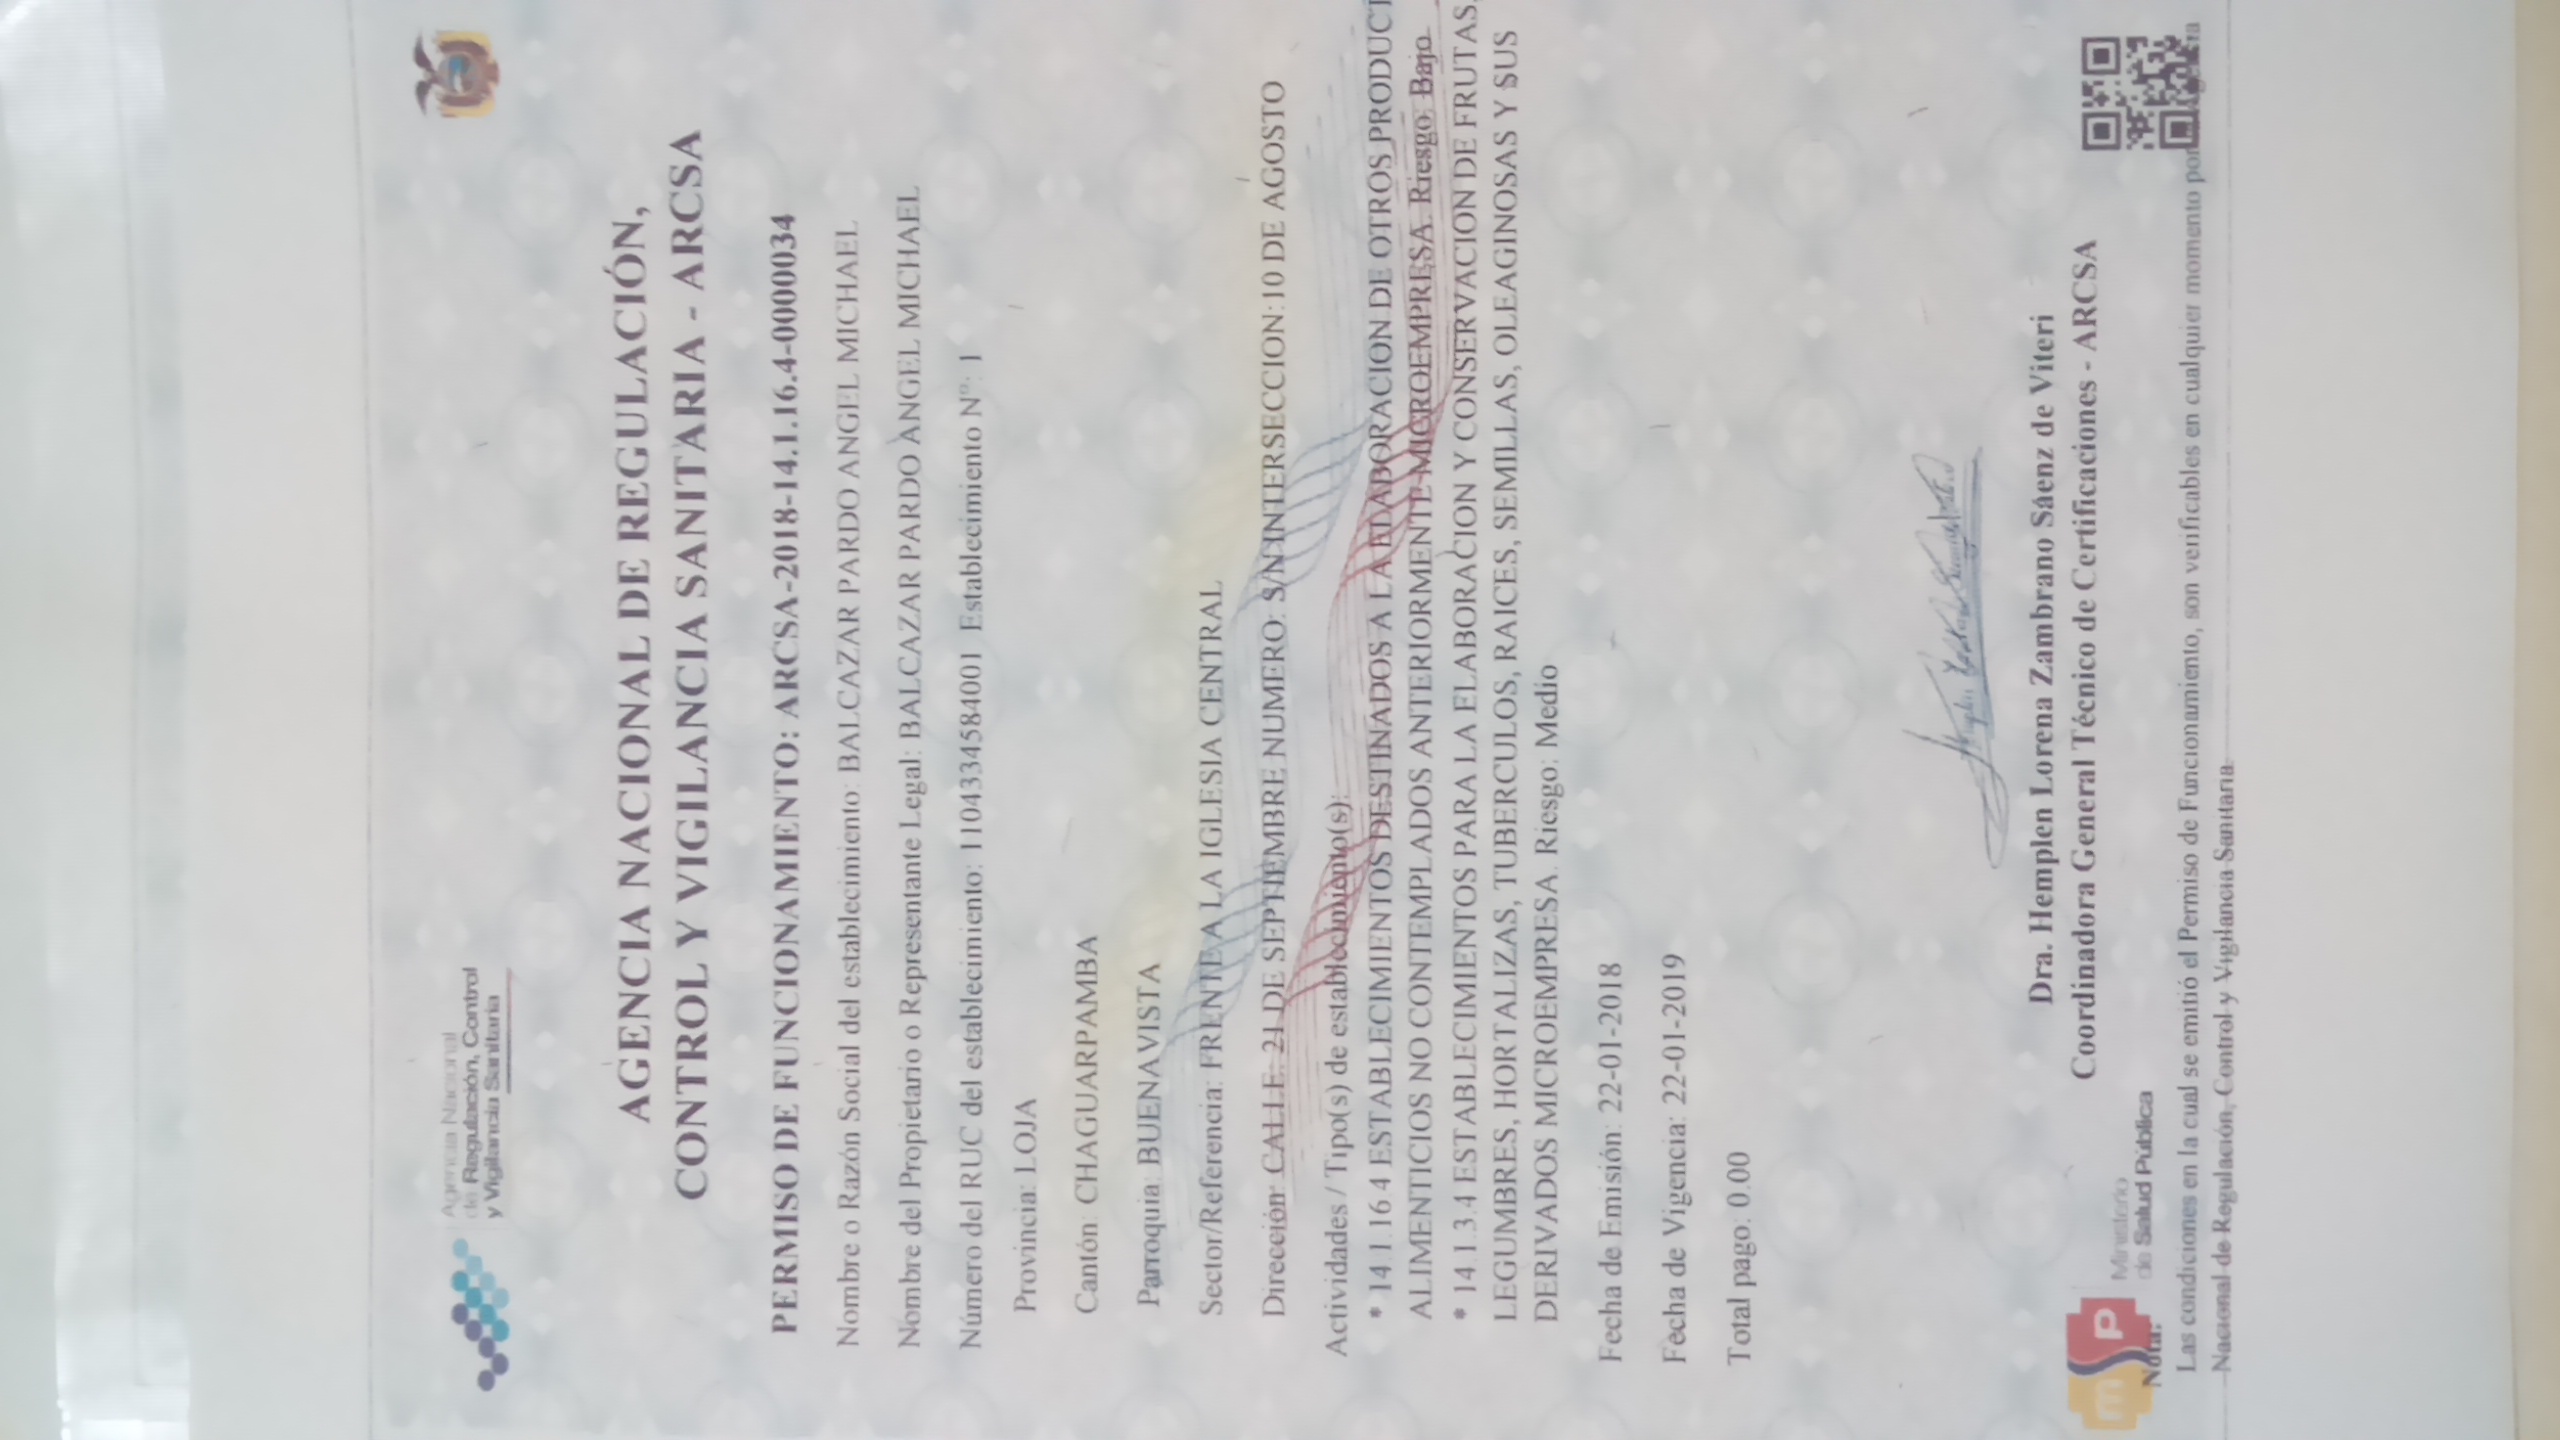 Agencia Nacional
de Regulación, Control
y Vigilancia Sanitaria
AGENCIA NACIONAL DE REGULACIÓN,
CONTROL Y VIGILANCIA SANITARIA - ARCSA
PERMISO DE FUNCIONAMIENTO: ARCSA-2018-14.1.16.4-0000034
Nombre o Razón Social del establecimiento: BALCAZAR PARDO ANGEL MICHAEL
Nombre del Propietario o Representante Legal: BALCAZAR PARDO ANGEL MICHAEL
Número del RUC del establecimiento: 1104334584001 Establecimiento N°: 1
Provincia: LOJA
Cantón: CHAGUARPAMBA
Parroquia: BUENAVISTA
Sector/Referencia: FRENTE A LA IGLESIA CENTRAL
Dirección: CALLE: 21 DE SEPTIEMBRE NUMERO: S/N INTERSECCION:10 DE AGOSTO
Actividades / Tipo(s) de establecimiento(s):
* 14.1.16.4 ESTABLECIMIENTOS DESTINADOS A LA ELABORACION DE OTROS PRODUCT
ALIMENTICIOS NO CONTEMPLADOS ANTERIORMENTE MICROEMPRESA. Riesgo: Bajo
* 14.1.3.4 ESTABLECIMIENTOS PARA LA ELABORACION Y CONSERVACION DE FRUTAS,
LEGUMBRES, HORTALIZAS, TUBERCULOS, RAICES, SEMILLAS, OLEAGINOSAS Y SUS
DERIVADOS MICROEMPRESA. Riesgo: Medio
Fecha de Emisión: 22-01-2018
Fecha de Vigencia: 22-01-2019
Total pago: 0.00
Dra. Hemplen Lorena Zambrano Sáenz de Viteri
Coordinadora General Técnico de Certificaciones - ARCSA
msp
Ministerio
de Salud Pública
Nota:
Las condiciones en la cual se emitió el Permiso de Funcionamiento, son verificables en cualquier momento por la Agencia
Nacional de Regulación, Control y Vigilancia Sanitaria.